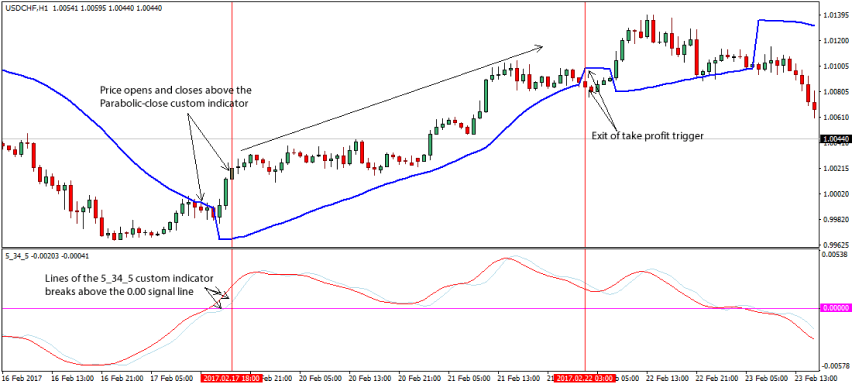 USDCHF,H1 1.00541 1.00595 1.00440 1.00440
1.01395
1.01200
1.01005
1.00805
1.00610
1.00440
1.00215
1.00020
0.99820
0.99625
Price opens and closes above the
Parabolic-close custom indicator
Exit of take profit trigger
5_34_5 -0.00203 -0.00041
0.00538
0.00000
-0.00578
Lines of the 5_34_5 custom indicator
breaks above the 0.00 signal line
16 Feb 2017
16 Feb 13:00
16 Feb 21:00
17 Feb 05:00
2017.02.17 18:00
eb 21:00
20 Feb 05:00
20 Feb 13:00
20 Feb 21:00
21 Feb 05:00
21 Feb 13:00
21 Feb
2017.02.22 03:00
b 05:00
22 Feb 13:00
22 Feb 21:00
23 Feb 05:00
23 Feb 13:00